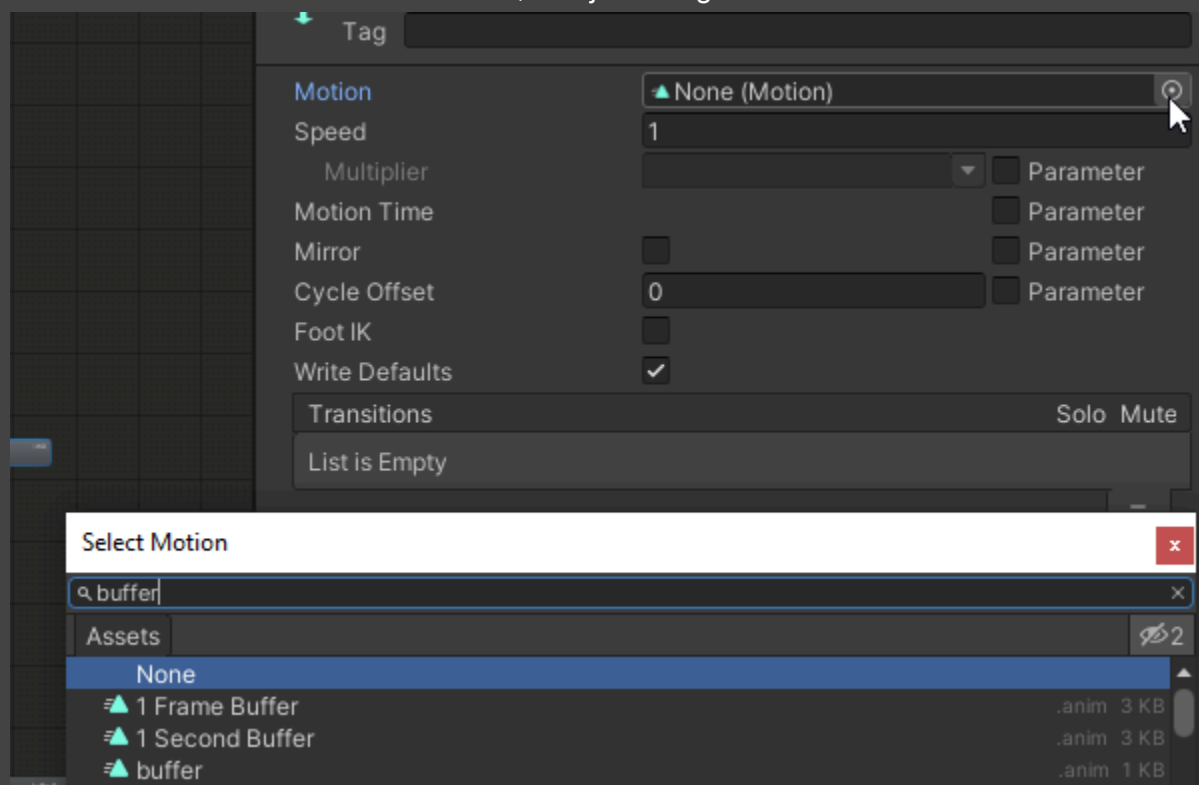 Tag
Motion None (Motion)
Speed 1
Multiplier Parameter
Motion Time Parameter
Mirror Parameter
Cycle Offset 0 Parameter
Foot IK
Write Defaults
Transitions Solo Mute
List is Empty
Select Motion x
buffer
Assets 2
None
1 Frame Buffer .anim 3 KB
1 Second Buffer .anim 3 KB
buffer .anim 1 KB